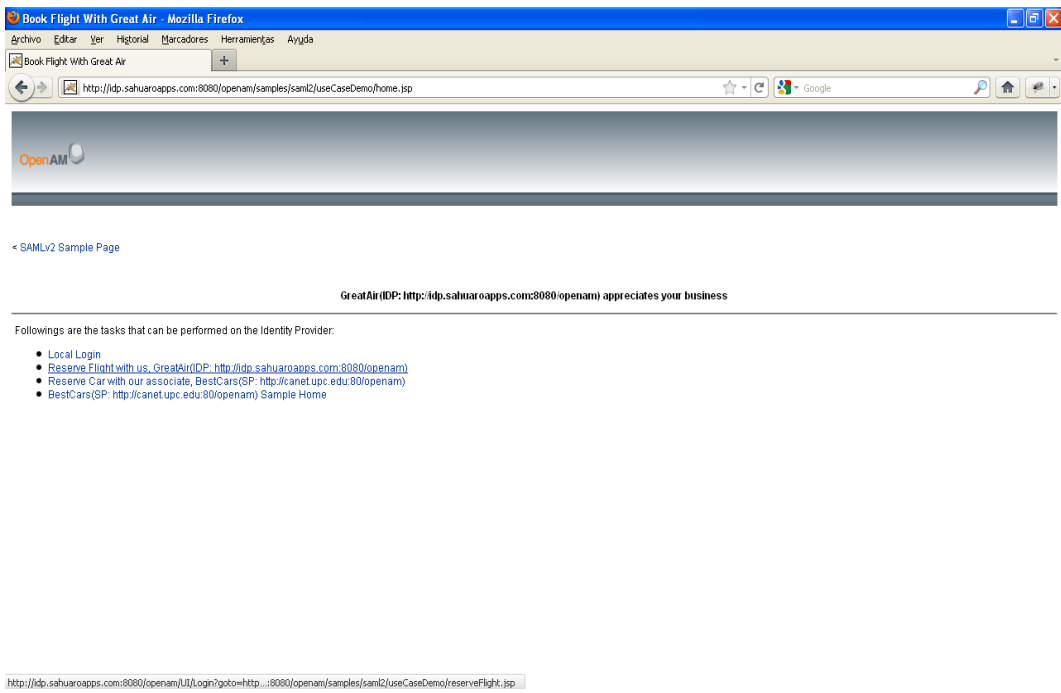 Book Flight With Great Air - Mozilla Firefox
Archivo Editar Ver Historial Marcadores Herramientas Ayuda
Book Flight With Great Air
http://idp.sahuaroapps.com:8080/openam/samples/saml2/useCaseDemo/home.jsp
Google
OpenAM
< SAMLv2 Sample Page
GreatAir(IDP: http://idp.sahuaroapps.com:8080/openam) appreciates your business
Followings are the tasks that can be performed on the Identity Provider:
Local Login
Reserve Flight with us, GreatAir(IDP: http://idp.sahuaroapps.com:8080/openam)
Reserve Car with our associate, BestCars(SP: http://canet.upc.edu:80/openam)
BestCars(SP: http://canet.upc.edu:80/openam) Sample Home
http://idp.sahuaroapps.com:8080/openam/UI/Login?goto=http...:8080/openam/samples/saml2/useCaseDemo/reserveFlight.jsp